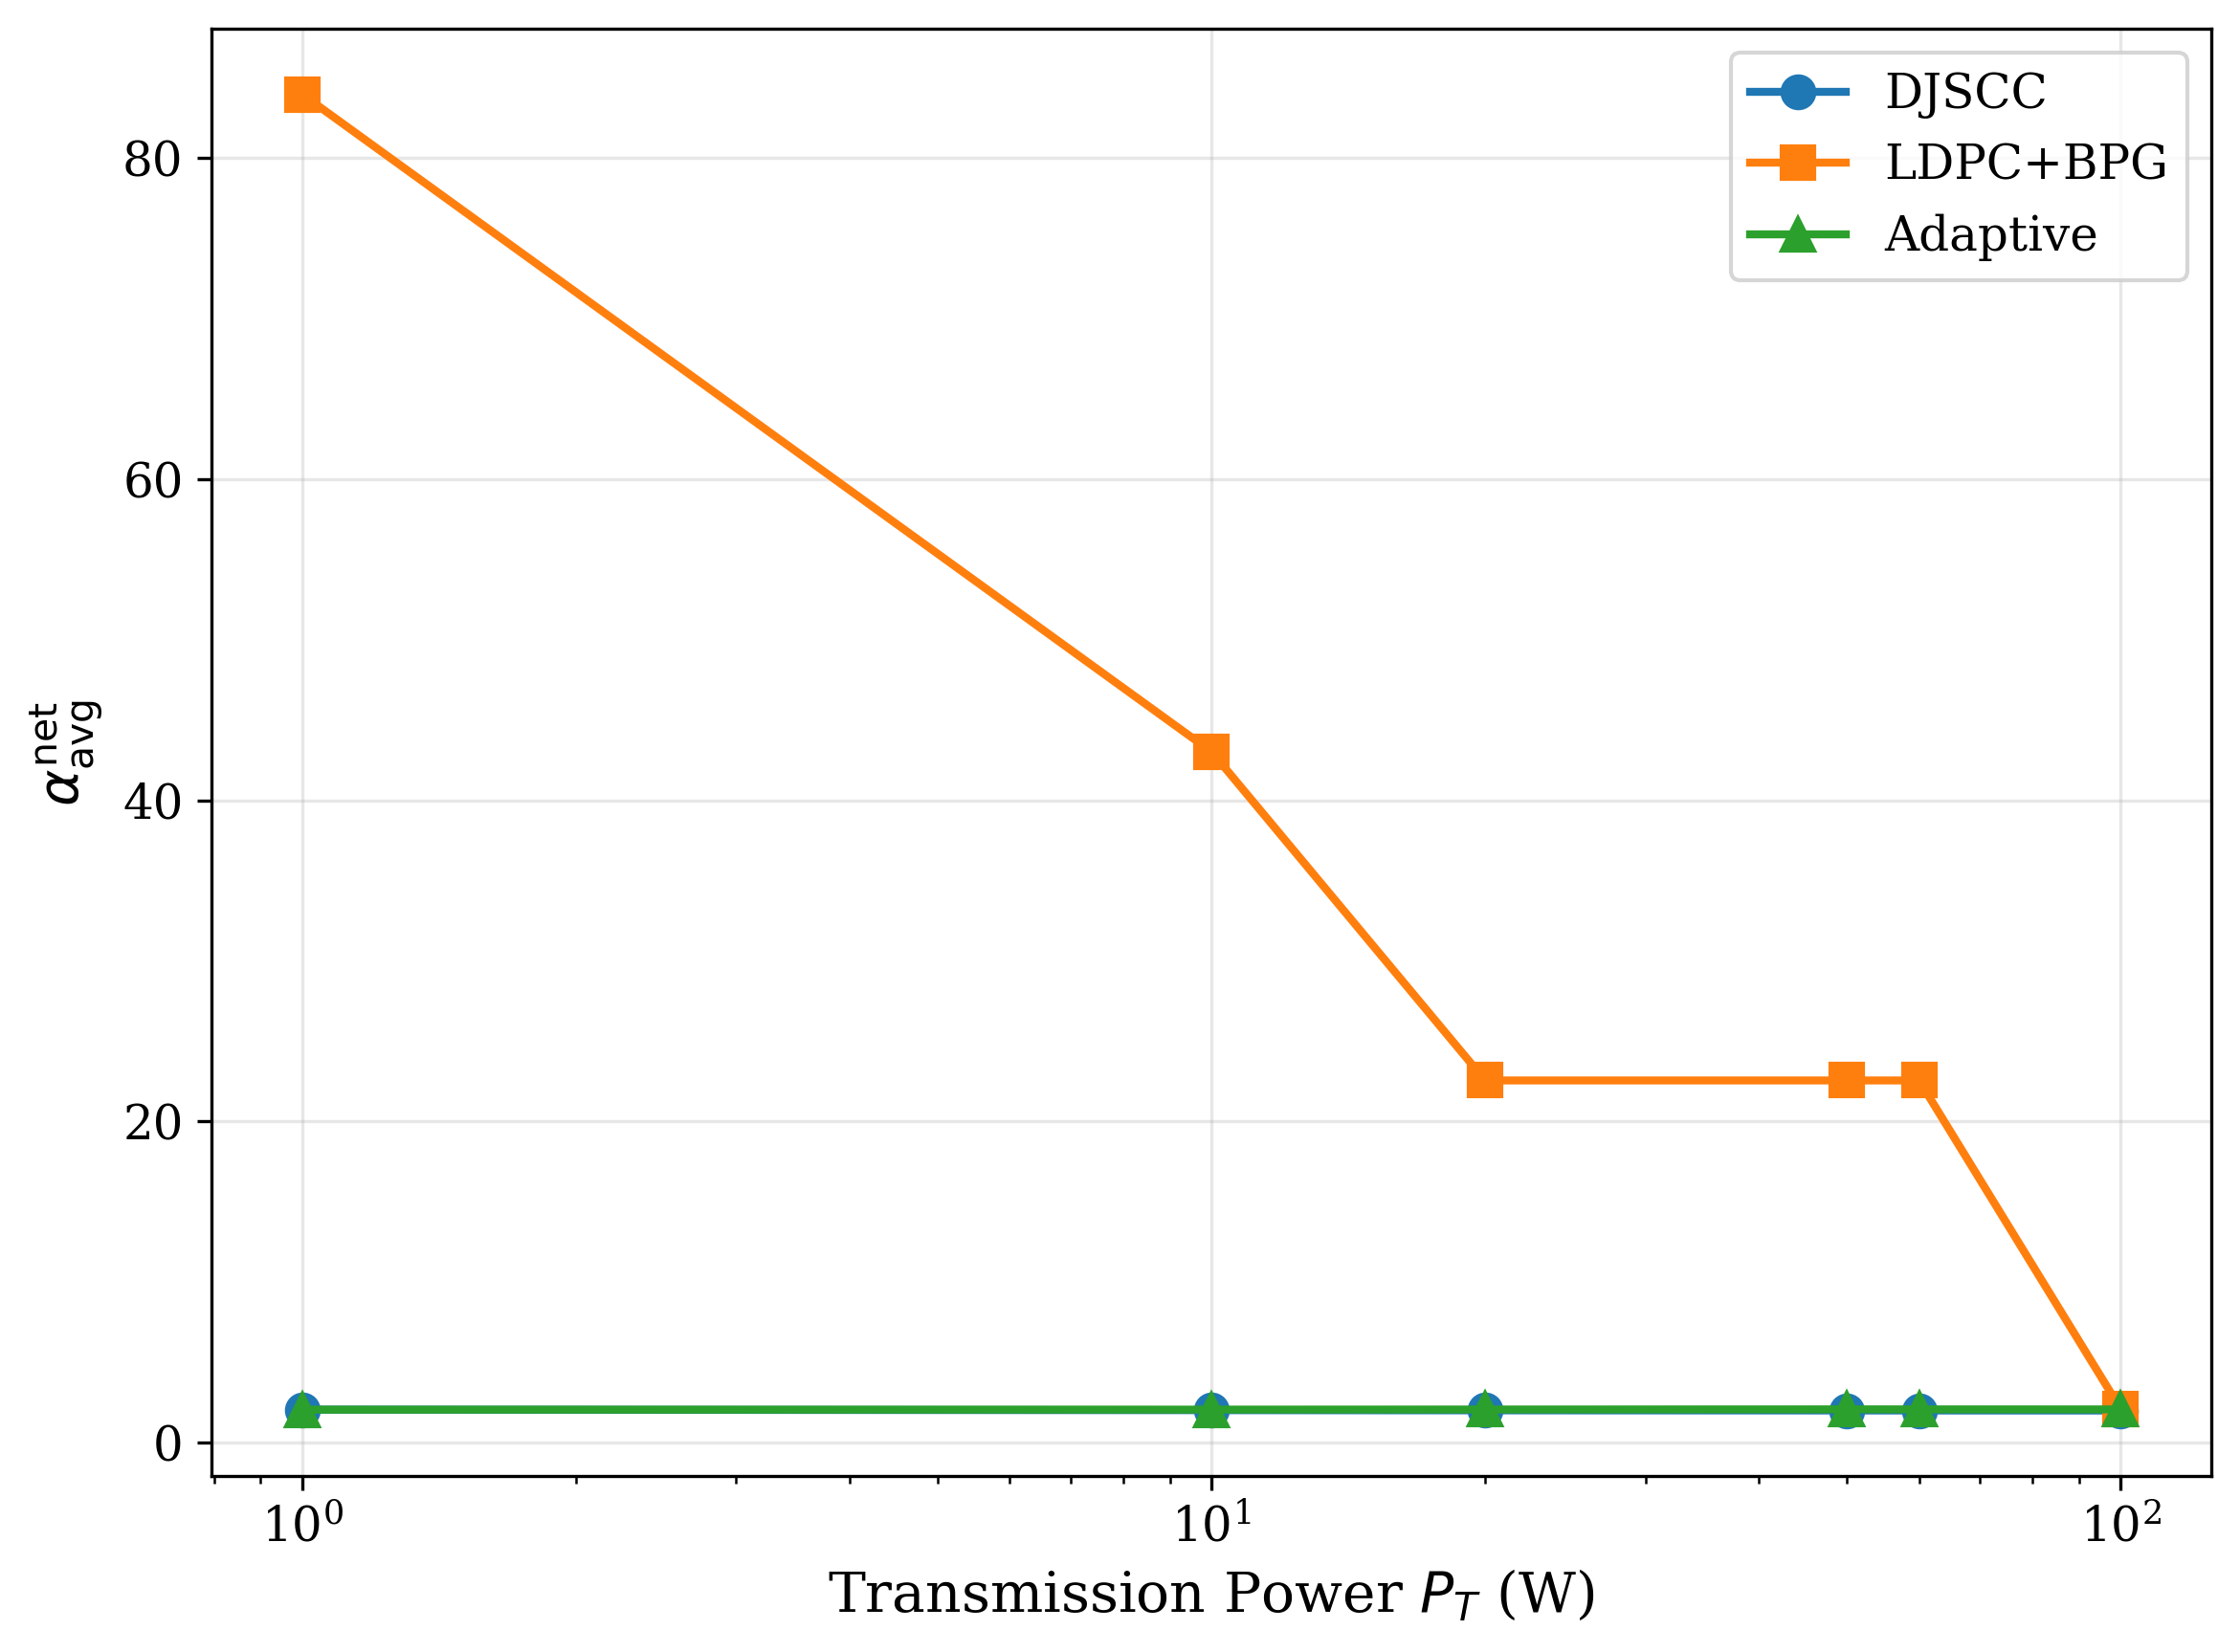 DJSCC
LDPC+BPG
Adaptive
80
60
40
20
0
α^net_avg
10^0
10^1
10^2
Transmission Power P_T (W)